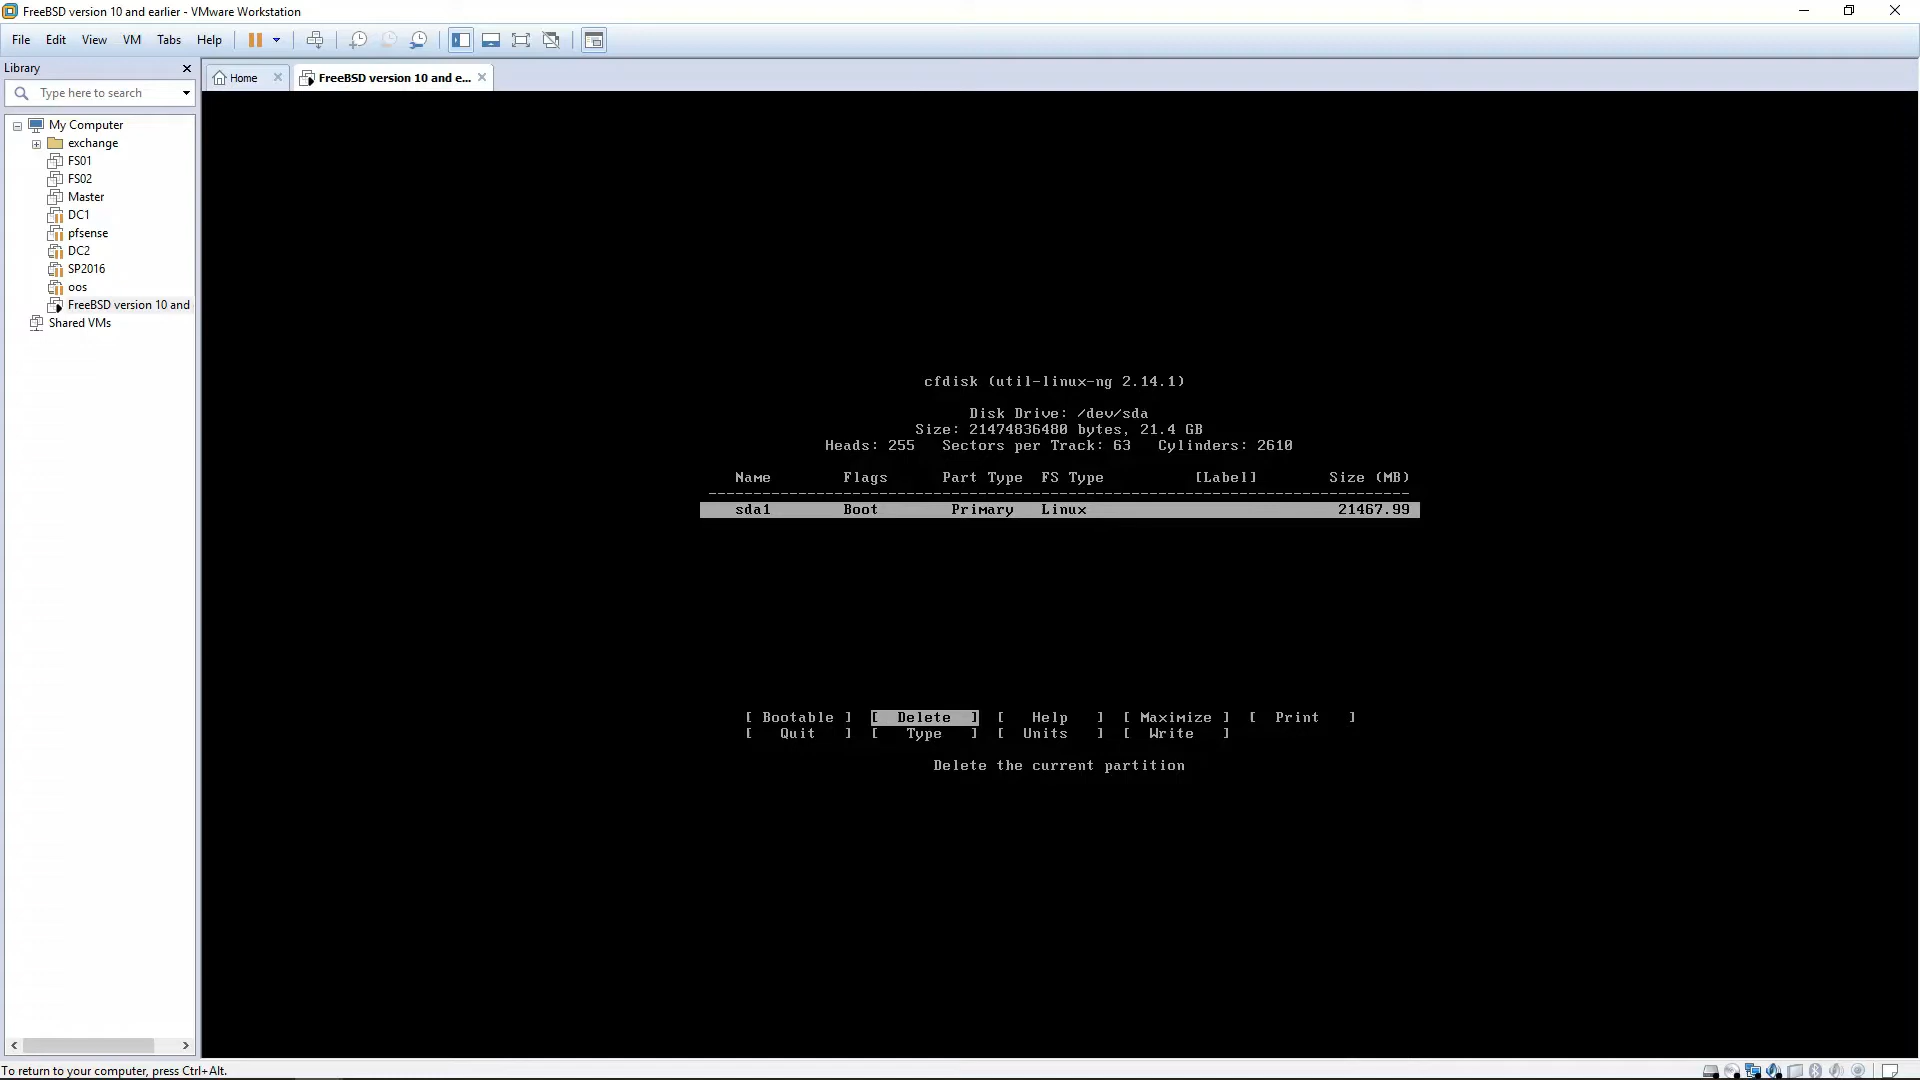 FreeBSD version 10 and earlier - VMware Workstation
File Edit View VM Tabs Help
Library
Home
FreeBSD version 10 and e...
Type here to search
My Computer
exchange
FS01
FS02
Master
DC1
pfsense
DC2
SP2016
oos
FreeBSD version 10 and
Shared VMs
cfdisk (util-linux-ng 2.14.1)
Disk Drive: /dev/sda
Size: 21474836480 bytes, 21.4 GB
Heads: 255 Sectors per Track: 63 Cylinders: 2610
Name Flags Part Type FS Type [Label] Size (MB)
------------------------------------------------------------------------------
sda1 Boot Primary Linux 21467.99
[ Bootable ] [ Delete ] [ Help ] [ Maximize ] [ Print ]
[ Quit ] [ Type ] [ Units ] [ Write ]
Delete the current partition
To return to your computer, press Ctrl+Alt.